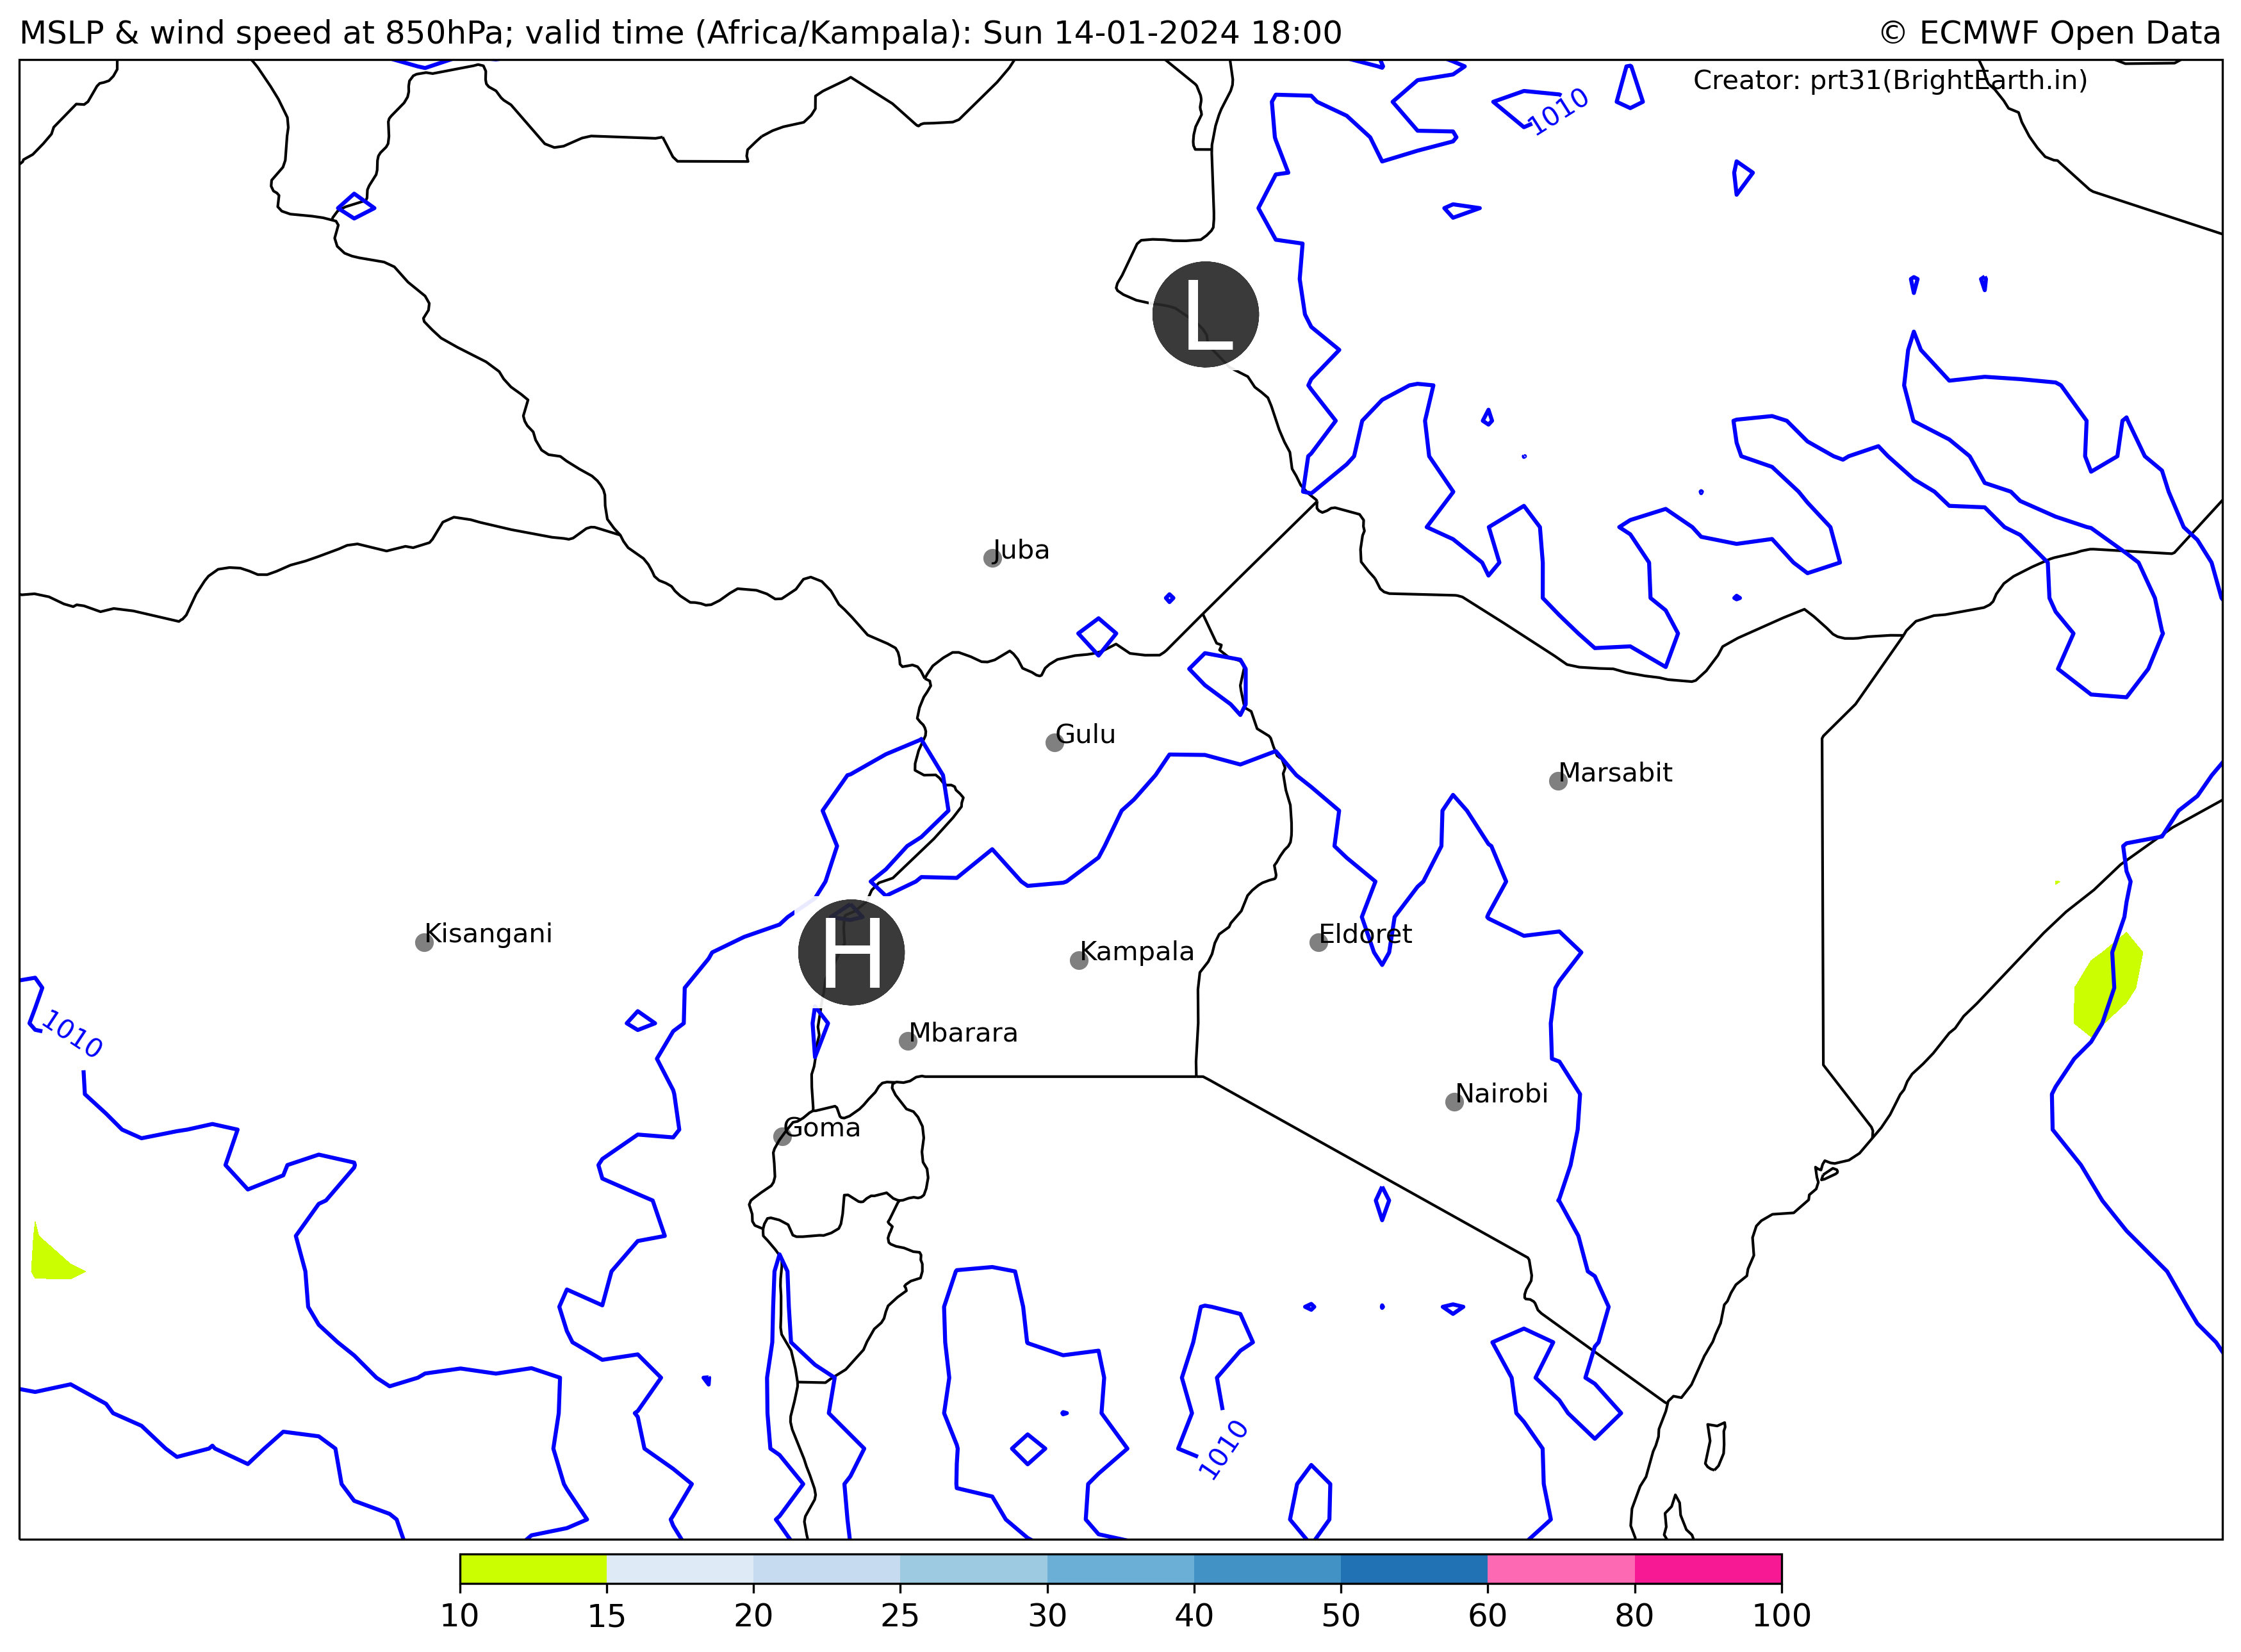 MSLP & wind speed at 850hPa; valid time (Africa/Kampala): Sun 14-01-2024 18:00
© ECMWF Open Data
Creator: prt31(BrightEarth.in)
1010
L
Juba
Gulu
Marsabit
Kisangani
Eldoret
H
Kampala
1010
Mbarara
Nairobi
Goma
1010
10 15 20 25 30 40 50 60 80 100